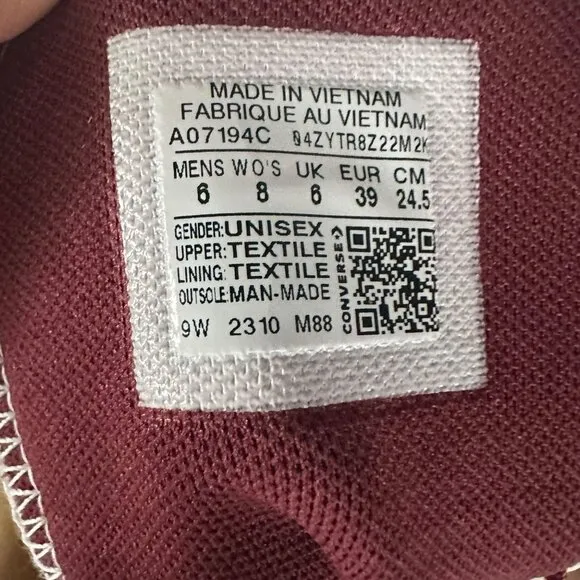 MADE IN VIETNAM
FABRIQUE AU VIETNAM
A07194C 04ZYTR8Z22M2K
MENS WO'S UK EUR CM
6 8 6 39 24.5
GENDER:UNISEX
UPPER:TEXTILE
LINING:TEXTILE
OUTSOLE:MAN-MADE
9W 2310 M88
CONVERSE